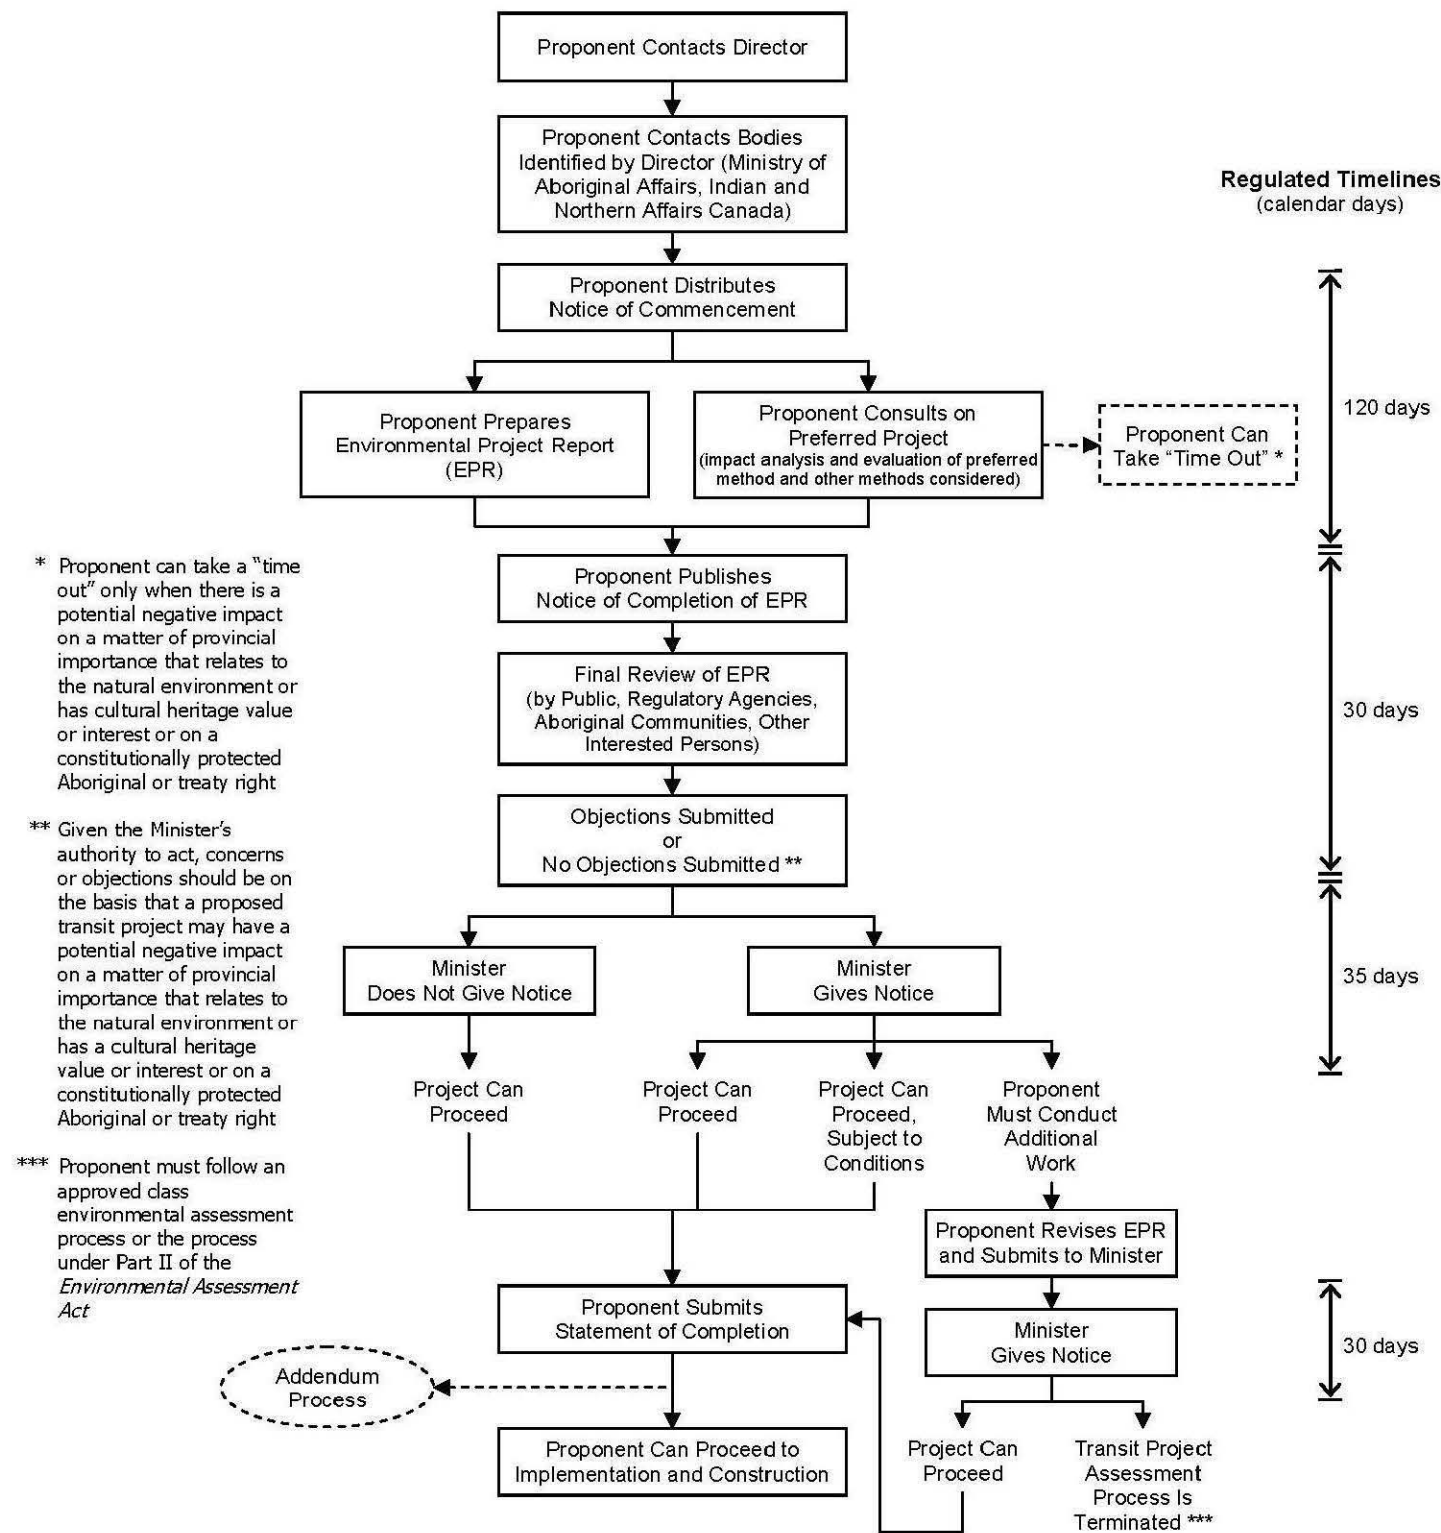 Proponent Contacts Director
Proponent Contacts Bodies
Identified by Director (Ministry of
Aboriginal Affairs, Indian and
Northern Affairs Canada)
Regulated Timelines
(calendar days)
Proponent Distributes
Notice of Commencement
Proponent Prepares
Environmental Project Report
(EPR)
Proponent Consults on
Preferred Project
(impact analysis and evaluation of preferred
method and other methods considered)
Proponent Can
Take "Time Out" *
120 days
Proponent Publishes
Notice of Completion of EPR
Final Review of EPR
(by Public, Regulatory Agencies,
Aboriginal Communities, Other
Interested Persons)
30 days
Objections Submitted
or
No Objections Submitted **
Minister
Does Not Give Notice
Minister
Gives Notice
35 days
Project Can
Proceed
Project Can
Proceed
Project Can
Proceed,
Subject to
Conditions
Proponent
Must Conduct
Additional
Work
Proponent Revises EPR
and Submits to Minister
Proponent Submits
Statement of Completion
Minister
Gives Notice
30 days
Addendum
Process
Proponent Can Proceed to
Implementation and Construction
Project Can
Proceed
Transit Project
Assessment
Process Is
Terminated ***
* Proponent can take a "time
out" only when there is a
potential negative impact
on a matter of provincial
importance that relates to
the natural environment or
has cultural heritage value
or interest or on a
constitutionally protected
Aboriginal or treaty right
** Given the Minister's
authority to act, concerns
or objections should be on
the basis that a proposed
transit project may have a
potential negative impact
on a matter of provincial
importance that relates to
the natural environment or
has a cultural heritage
value or interest or on a
constitutionally protected
Aboriginal or treaty right
*** Proponent must follow an
approved class
environmental assessment
process or the process
under Part II of the
Environmental Assessment
Act